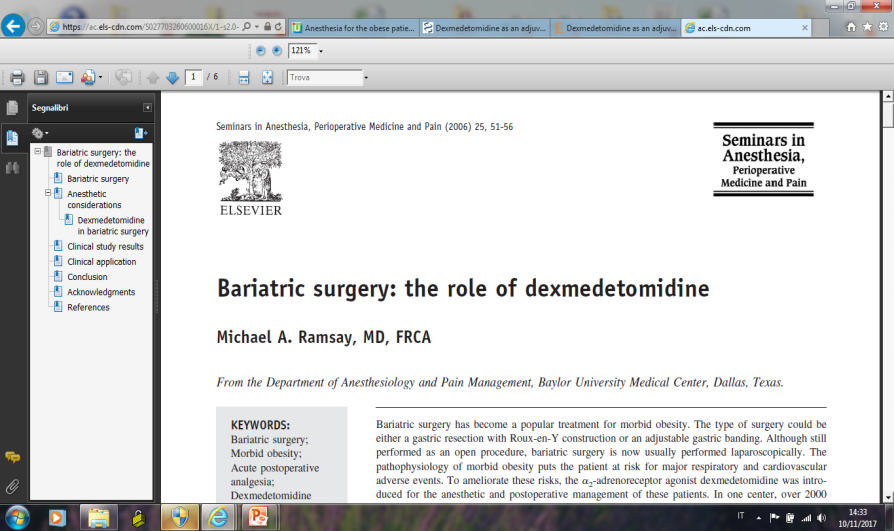 https://ac.els-cdn.com/S027703260600016X/1-s2.0-
Anesthesia for the obese patie...
Dexmedetomidine as an adjuv...
Dexmedetomidine as an adjuv...
ac.els-cdn.com
121%
1 / 6
Trova
Segnalibri
Bariatric surgery: the
role of dexmedetomidine
Bariatric surgery
Anesthetic
considerations
Dexmedetomidine
in bariatric surgery
Clinical study results
Clinical application
Conclusion
Acknowledgments
References
Seminars in Anesthesia, Perioperative Medicine and Pain (2006) 25, 51-56
ELSEVIER
Seminars in
Anesthesia,
Perioperative
Medicine and Pain
Bariatric surgery: the role of dexmedetomidine
Michael A. Ramsay, MD, FRCA
From the Department of Anesthesiology and Pain Management, Baylor University Medical Center, Dallas, Texas.
KEYWORDS:
Bariatric surgery;
Morbid obesity;
Acute postoperative
analgesia;
Dexmedetomidine
Bariatric surgery has become a popular treatment for morbid obesity. The type of surgery could be
either a gastric resection with Roux-en-Y construction or an adjustable gastric banding. Although still
performed as an open procedure, bariatric surgery is now usually performed laparoscopically. The
pathophysiology of morbid obesity puts the patient at risk for major respiratory and cardiovascular
adverse events. To ameliorate these risks, the α₂-adrenoreceptor agonist dexmedetomidine was intro-
duced for the anesthetic and postoperative management of these patients. In one center, over 2000
IT
14:33
10/11/2017